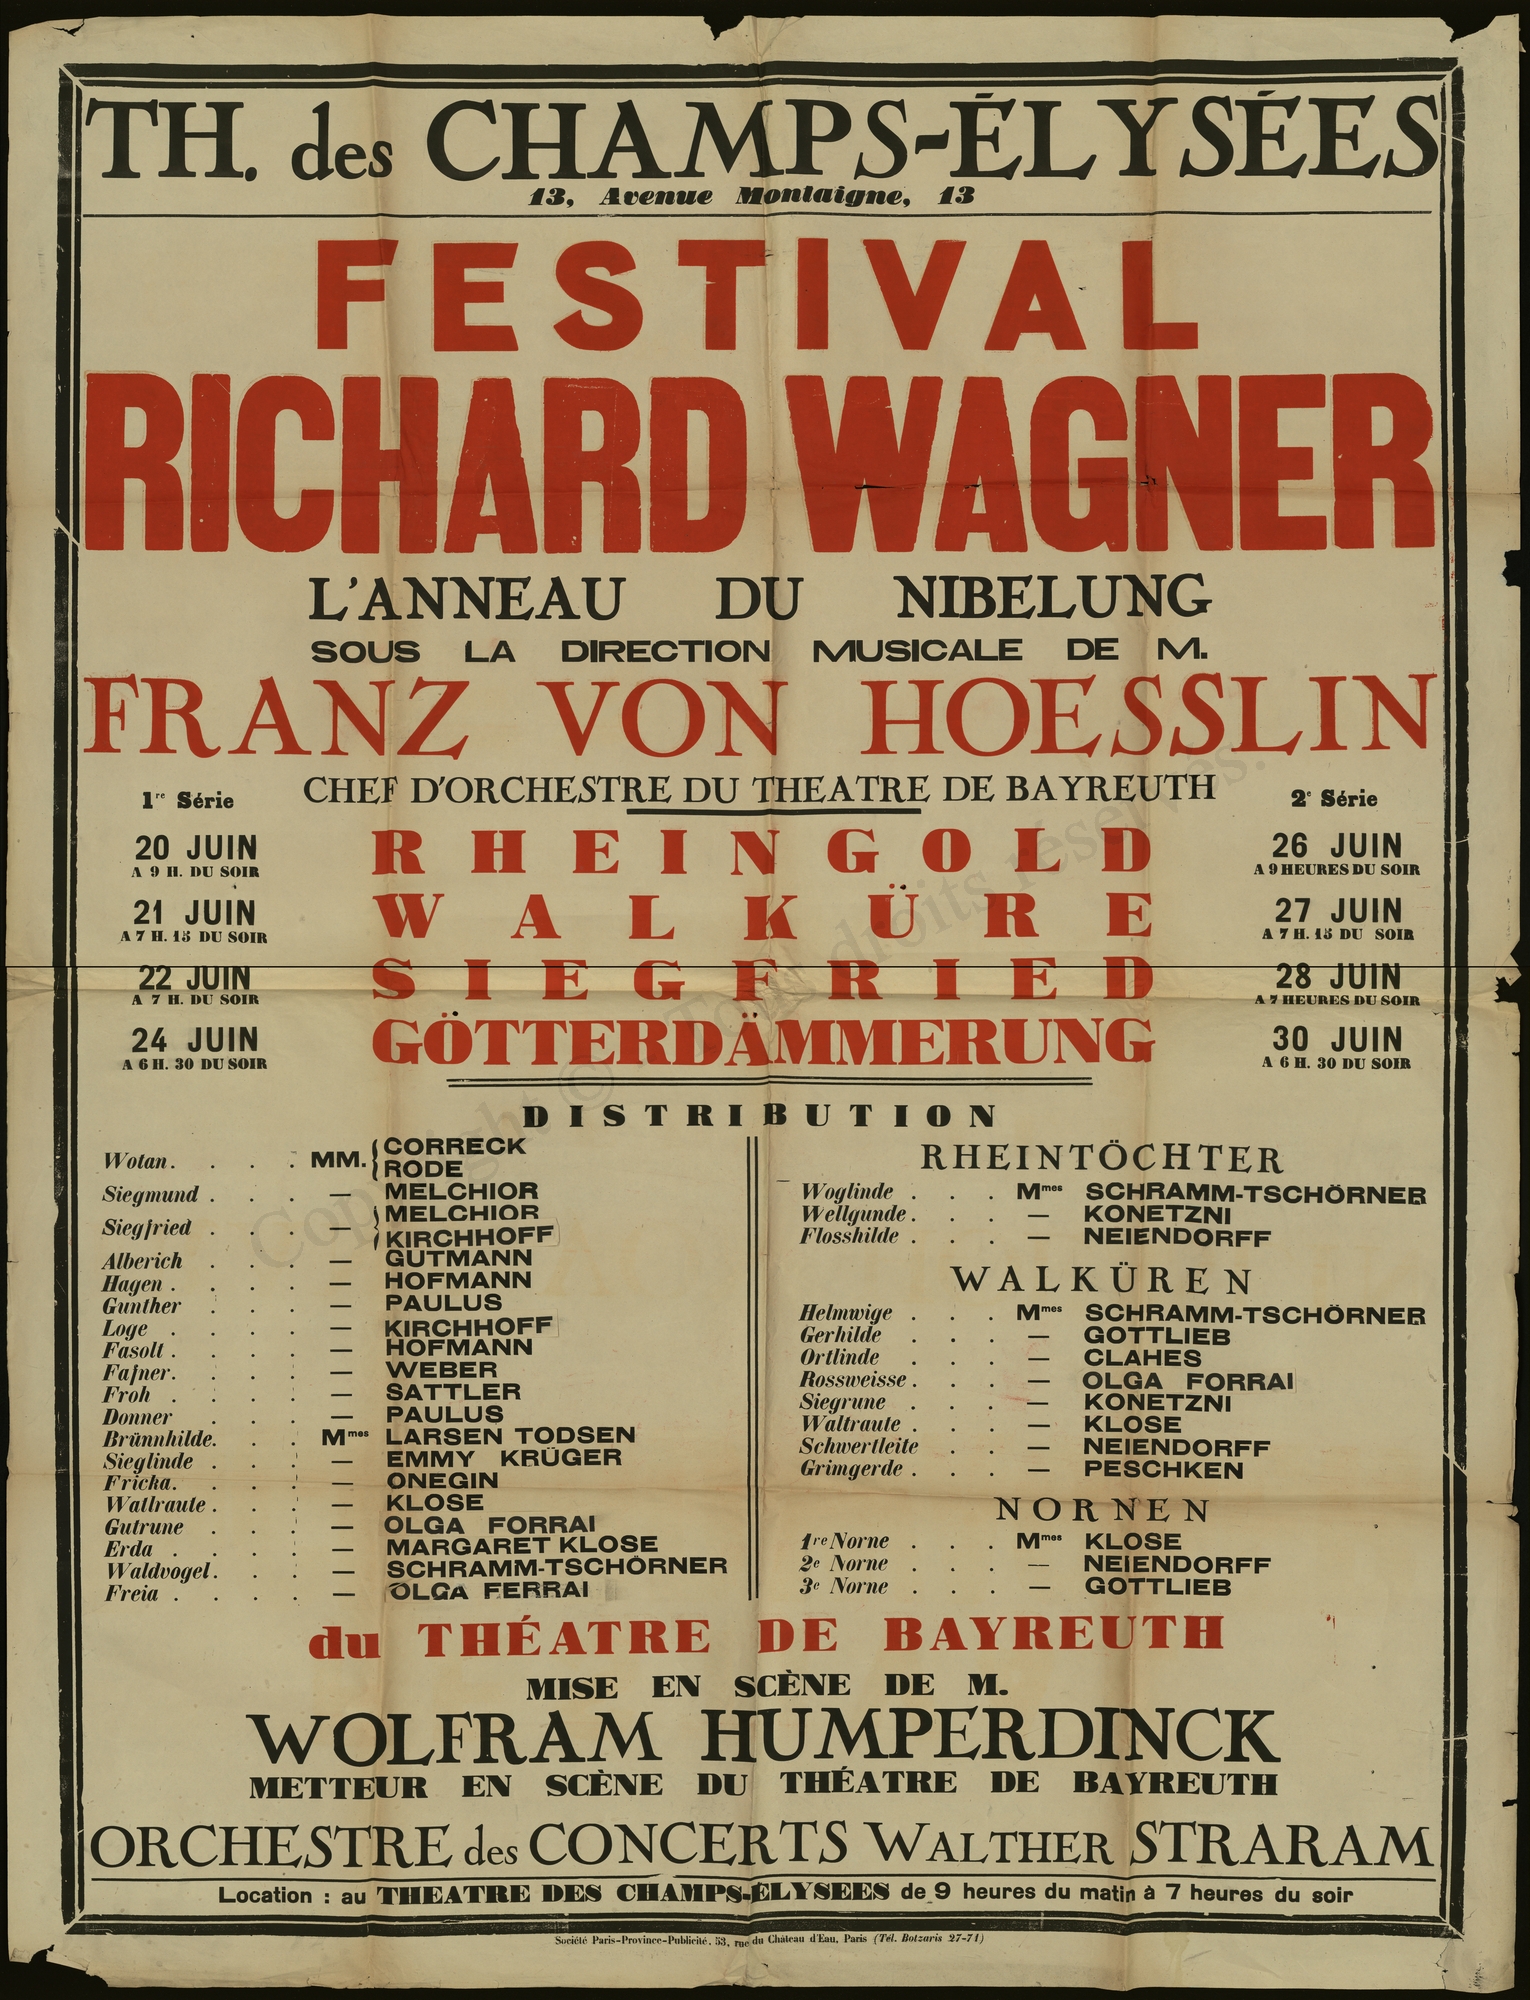 TH. des CHAMPS-ÉLYSÉES
13, Avenue Montaigne, 13
FESTIVAL
RICHARD WAGNER
L'ANNEAU DU NIBELUNG
SOUS LA DIRECTION MUSICALE DE M.
FRANZ VON HOESSLIN
CHEF D'ORCHESTRE DU THEATRE DE BAYREUTH
1re Série
2e Série
20 JUIN RHEINGOLD 26 JUIN
A 9 H. DU SOIR A 9 HEURES DU SOIR
21 JUIN WALKÜRE 27 JUIN
A 7 H. 15 DU SOIR A 7 H. 15 DU SOIR
22 JUIN SIEGFRIED 28 JUIN
A 7 H. DU SOIR A 7 HEURES DU SOIR
24 JUIN GÖTTERDÄMMERUNG 30 JUIN
A 6 H. 30 DU SOIR A 6 H. 30 DU SOIR
DISTRIBUTION
Wotan. . . . MM. { CORRECK
RODE
Siegmund . . . — MELCHIOR
Siegfried . . . — { MELCHIOR
KIRCHHOFF
Alberich . . . — GUTMANN
Hagen . . . . — HOFMANN
Gunther . . . — PAULUS
Loge . . . . — KIRCHHOFF
Fasolt . . . . — HOFMANN
Fafner. . . . — WEBER
Froh . . . . — SATTLER
Donner . . . — PAULUS
Brünnhilde. . . Mmes LARSEN TODSEN
Sieglinde . . . — EMMY KRÜGER
Fricka. . . . — ONEGIN
Watlraute . . . — KLOSE
Gutrune . . . — OLGA FORRAI
Erda . . . . — MARGARET KLOSE
Waldvogel. . . — SCHRAMM-TSCHÖRNER
Freia . . . . — OLGA FERRAI
RHEINTÖCHTER
Woglinde . . . Mmes SCHRAMM-TSCHÖRNER
Wellgunde. . . — KONETZNI
Flosshilde . . . — NEIENDORFF
WALKÜREN
Helmwige . . . Mmes SCHRAMM-TSCHÖRNER
Gerhilde . . . — GOTTLIEB
Ortlinde . . . — CLAHES
Rossweisse. . . — OLGA FORRAI
Siegrune . . . — KONETZNI
Waltraute . . . — KLOSE
Schwertleite . . — NEIENDORFF
Grimgerde . . . — PESCHKEN
NORNEN
1re Norne . . . Mmes KLOSE
2e Norne . . . — NEIENDORFF
3e Norne . . . — GOTTLIEB
du THÉATRE DE BAYREUTH
MISE EN SCÈNE DE M.
WOLFRAM HUMPERDINCK
METTEUR EN SCÈNE DU THÉATRE DE BAYREUTH
ORCHESTRE des CONCERTS WALTHER STRARAM
Location : au THEATRE DES CHAMPS-ÉLYSEES de 9 heures du matin à 7 heures du soir
Société Paris-Province-Publicité, 53, rue du Château d'Eau, Paris (Tél. Botzaris 27-71)
Copyright © - Tous droits réservés.